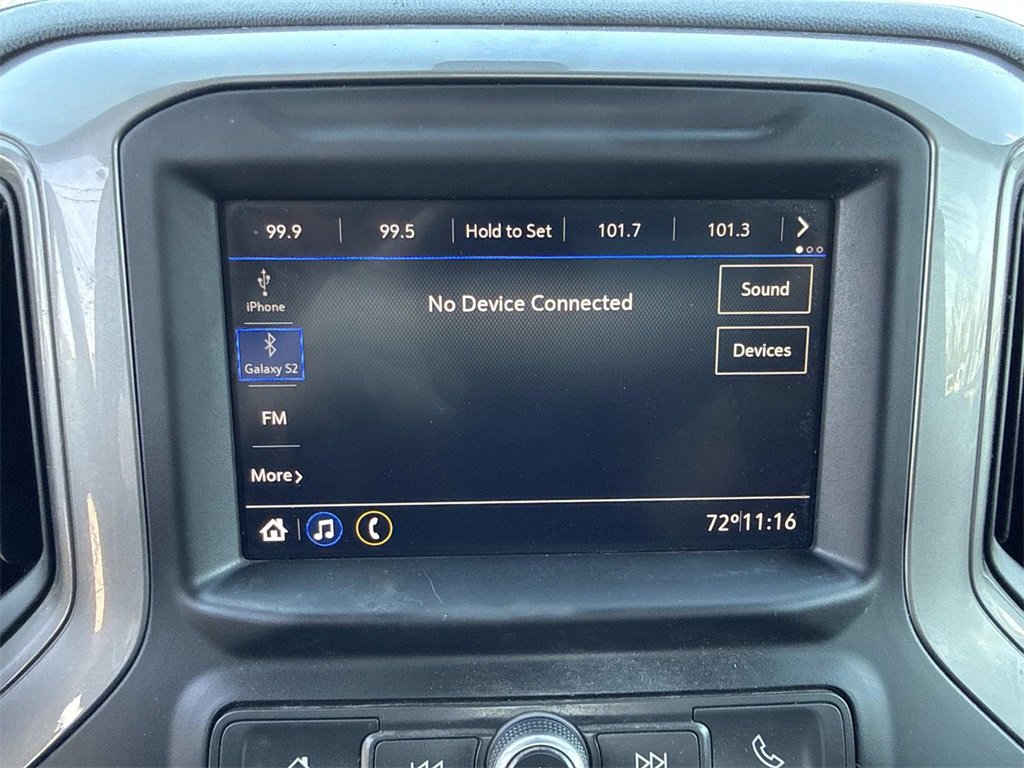 99.9 99.5 Hold to Set 101.7 101.3
iPhone
No Device Connected
Sound
Galaxy S2
Devices
FM
More
72°11:16